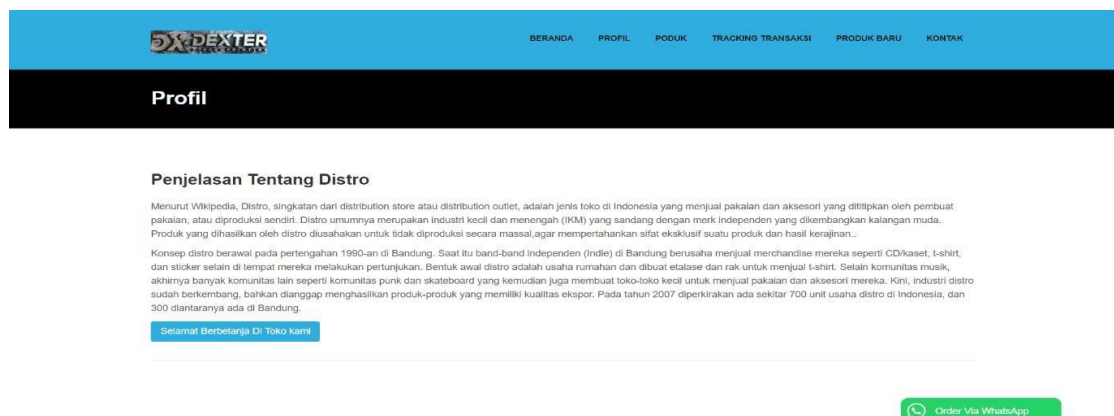 DX DEXTER
BERANDA PROFIL PODUK TRACKING TRANSAKSI PRODUK BARU KONTAK
Profil
Penjelasan Tentang Distro
Menurut Wikipedia, Distro, singkatan dari distribution store atau distribution outlet, adalah jenis toko di Indonesia yang menjual pakaian dan aksesori yang dititipkan oleh pembuat
pakaian, atau diproduksi sendiri. Distro umumnya merupakan industri kecil dan menengah (IKM) yang sandang dengan merk independen yang dikembangkan kalangan muda.
Produk yang dihasilkan oleh distro diusahakan untuk tidak diproduksi secara massal,agar mempertahankan sifat eksklusif suatu produk dan hasil kerajinan..
Konsep distro berawal pada pertengahan 1990-an di Bandung. Saat itu band-band independen (Indie) di Bandung berusaha menjual merchandise mereka seperti CD/kaset, t-shirt,
dan sticker selain di tempat mereka melakukan pertunjukan. Bentuk awal distro adalah usaha rumahan dan dibuat etalase dan rak untuk menjual t-shirt. Selain komunitas musik,
akhirnya banyak komunitas lain seperti komunitas punk dan skateboard yang kemudian juga membuat toko-toko kecil untuk menjual pakaian dan aksesori mereka. Kini, industri distro
sudah berkembang, bahkan dianggap menghasilkan produk-produk yang memiliki kualitas ekspor. Pada tahun 2007 diperkirakan ada sekitar 700 unit usaha distro di Indonesia, dan
300 diantaranya ada di Bandung.
Selamat Berbelanja Di Toko kami
Order Via WhatsApp